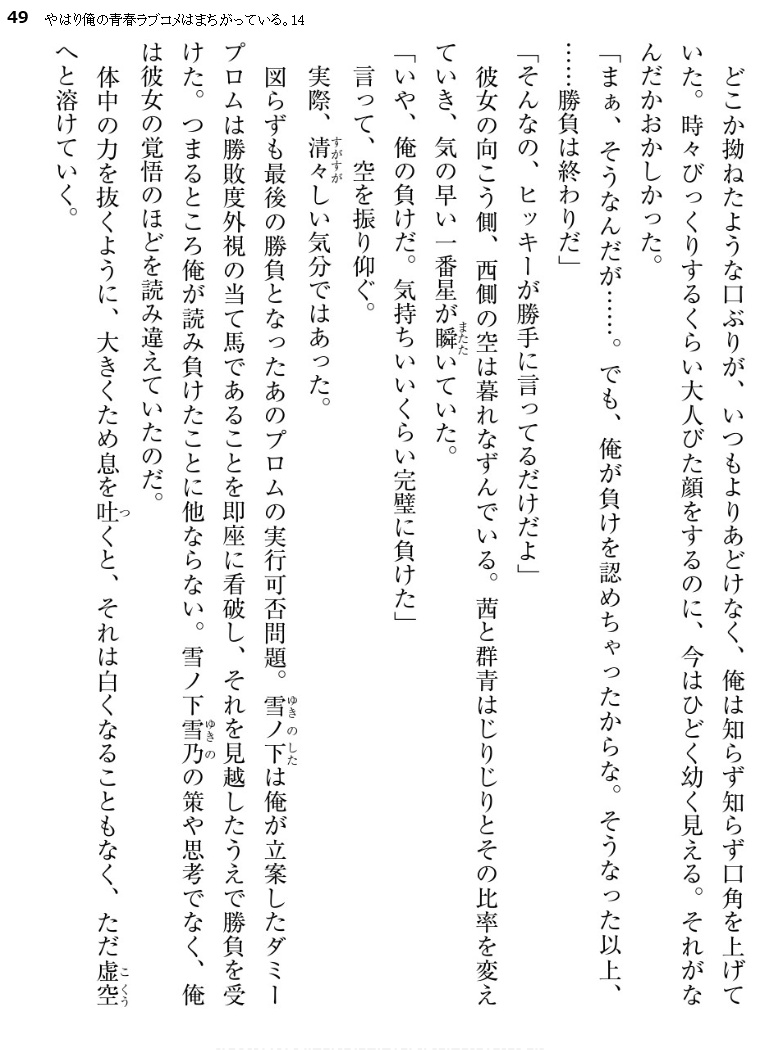 49 やはり俺の青春ラブコメはまちがっている。14
どこか拗ねたような口ぶりが、いつもよりあどけなく、俺は知らず知らず口角を上げて
いた。時々びっくりするくらい大人びた顔をするのに、今はひどく幼く見える。それがな
んだかおかしかった。
「まぁ、そうなんだが……。でも、俺が負けを認めちゃったからな。そうなった以上、
……勝負は終わりだ」
「そんなの、ヒッキーが勝手に言ってるだけだよ」
彼女の向こう側、西側の空は暮れなずんでいる。茜と群青はじりじりとその比率を変え
ていき、気の早い一番星が瞬いていた。
「いや、俺の負けだ。気持ちいいくらい完璧に負けた」
言って、空を振り仰ぐ。
実際、清々しい気分ではあった。
図らずも最後の勝負となったあのプロムの実行可否問題。雪ノ下は俺が立案したダミー
プロムは勝敗度外視の当て馬であることを即座に看破し、それを見越したうえで勝負を受
けた。つまるところ俺が読み負けたことに他ならない。雪ノ下雪乃の策や思考でなく、俺
は彼女の覚悟のほどを読み違えていたのだ。
体中の力を抜くように、大きくため息を吐くと、それは白くなることもなく、ただ虚空
へと溶けていく。